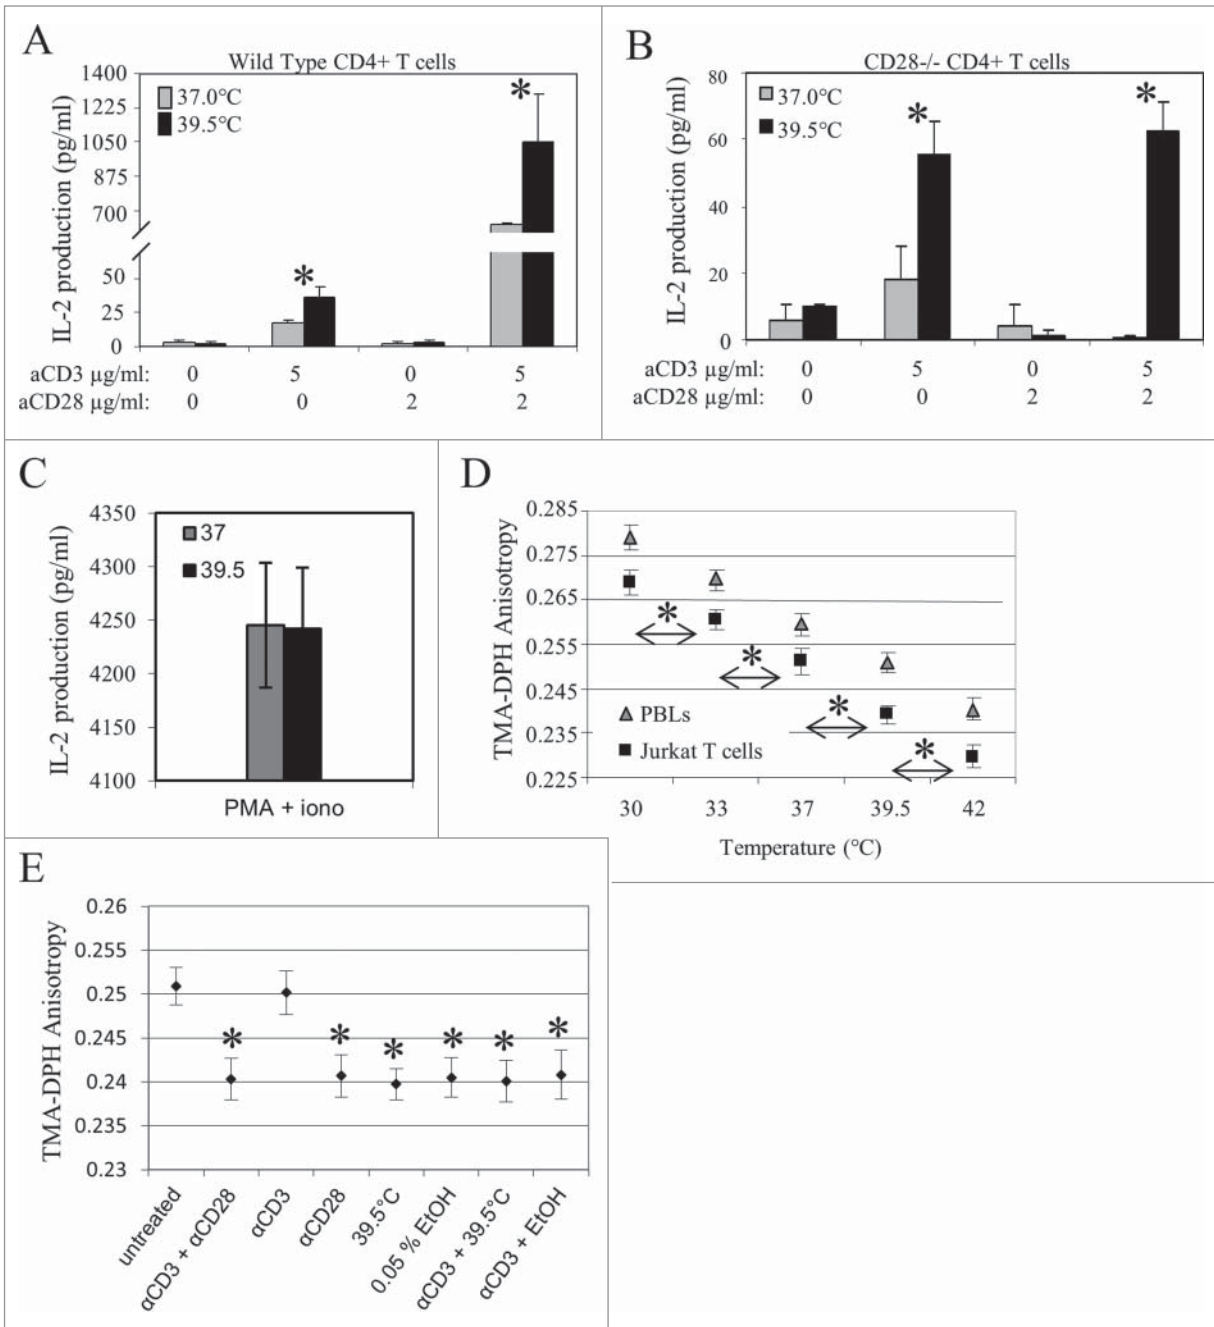 A
Wild Type CD4+ T cells
37.0°C
39.5°C
*
*
IL-2 production (pg/ml)
1400
1225
1050
875
700
50
25
0
aCD3 µg/ml: 0 5 0 5
aCD28 µg/ml: 0 0 2 2
B
CD28-/- CD4+ T cells
37.0°C
39.5°C
*
*
IL-2 production (pg/ml)
80
60
40
20
0
aCD3 µg/ml: 0 5 0 5
aCD28 µg/ml: 0 0 2 2
C
37
39.5
IL-2 production (pg/ml)
4350
4300
4250
4200
4150
4100
PMA + iono
D
TMA-DPH Anisotropy
0.285
0.275
0.265
0.255
0.245
0.235
0.225
*
*
*
*
PBLs
Jurkat T cells
30 33 37 39.5 42
Temperature (°C)
E
TMA-DPH Anisotropy
0.26
0.255
0.25
0.245
0.24
0.235
0.23
* * * * * *
untreated
αCD3 + αCD28
αCD3
αCD28
39.5°C
0.05 % EtOH
αCD3 + 39.5°C
αCD3 + EtOH